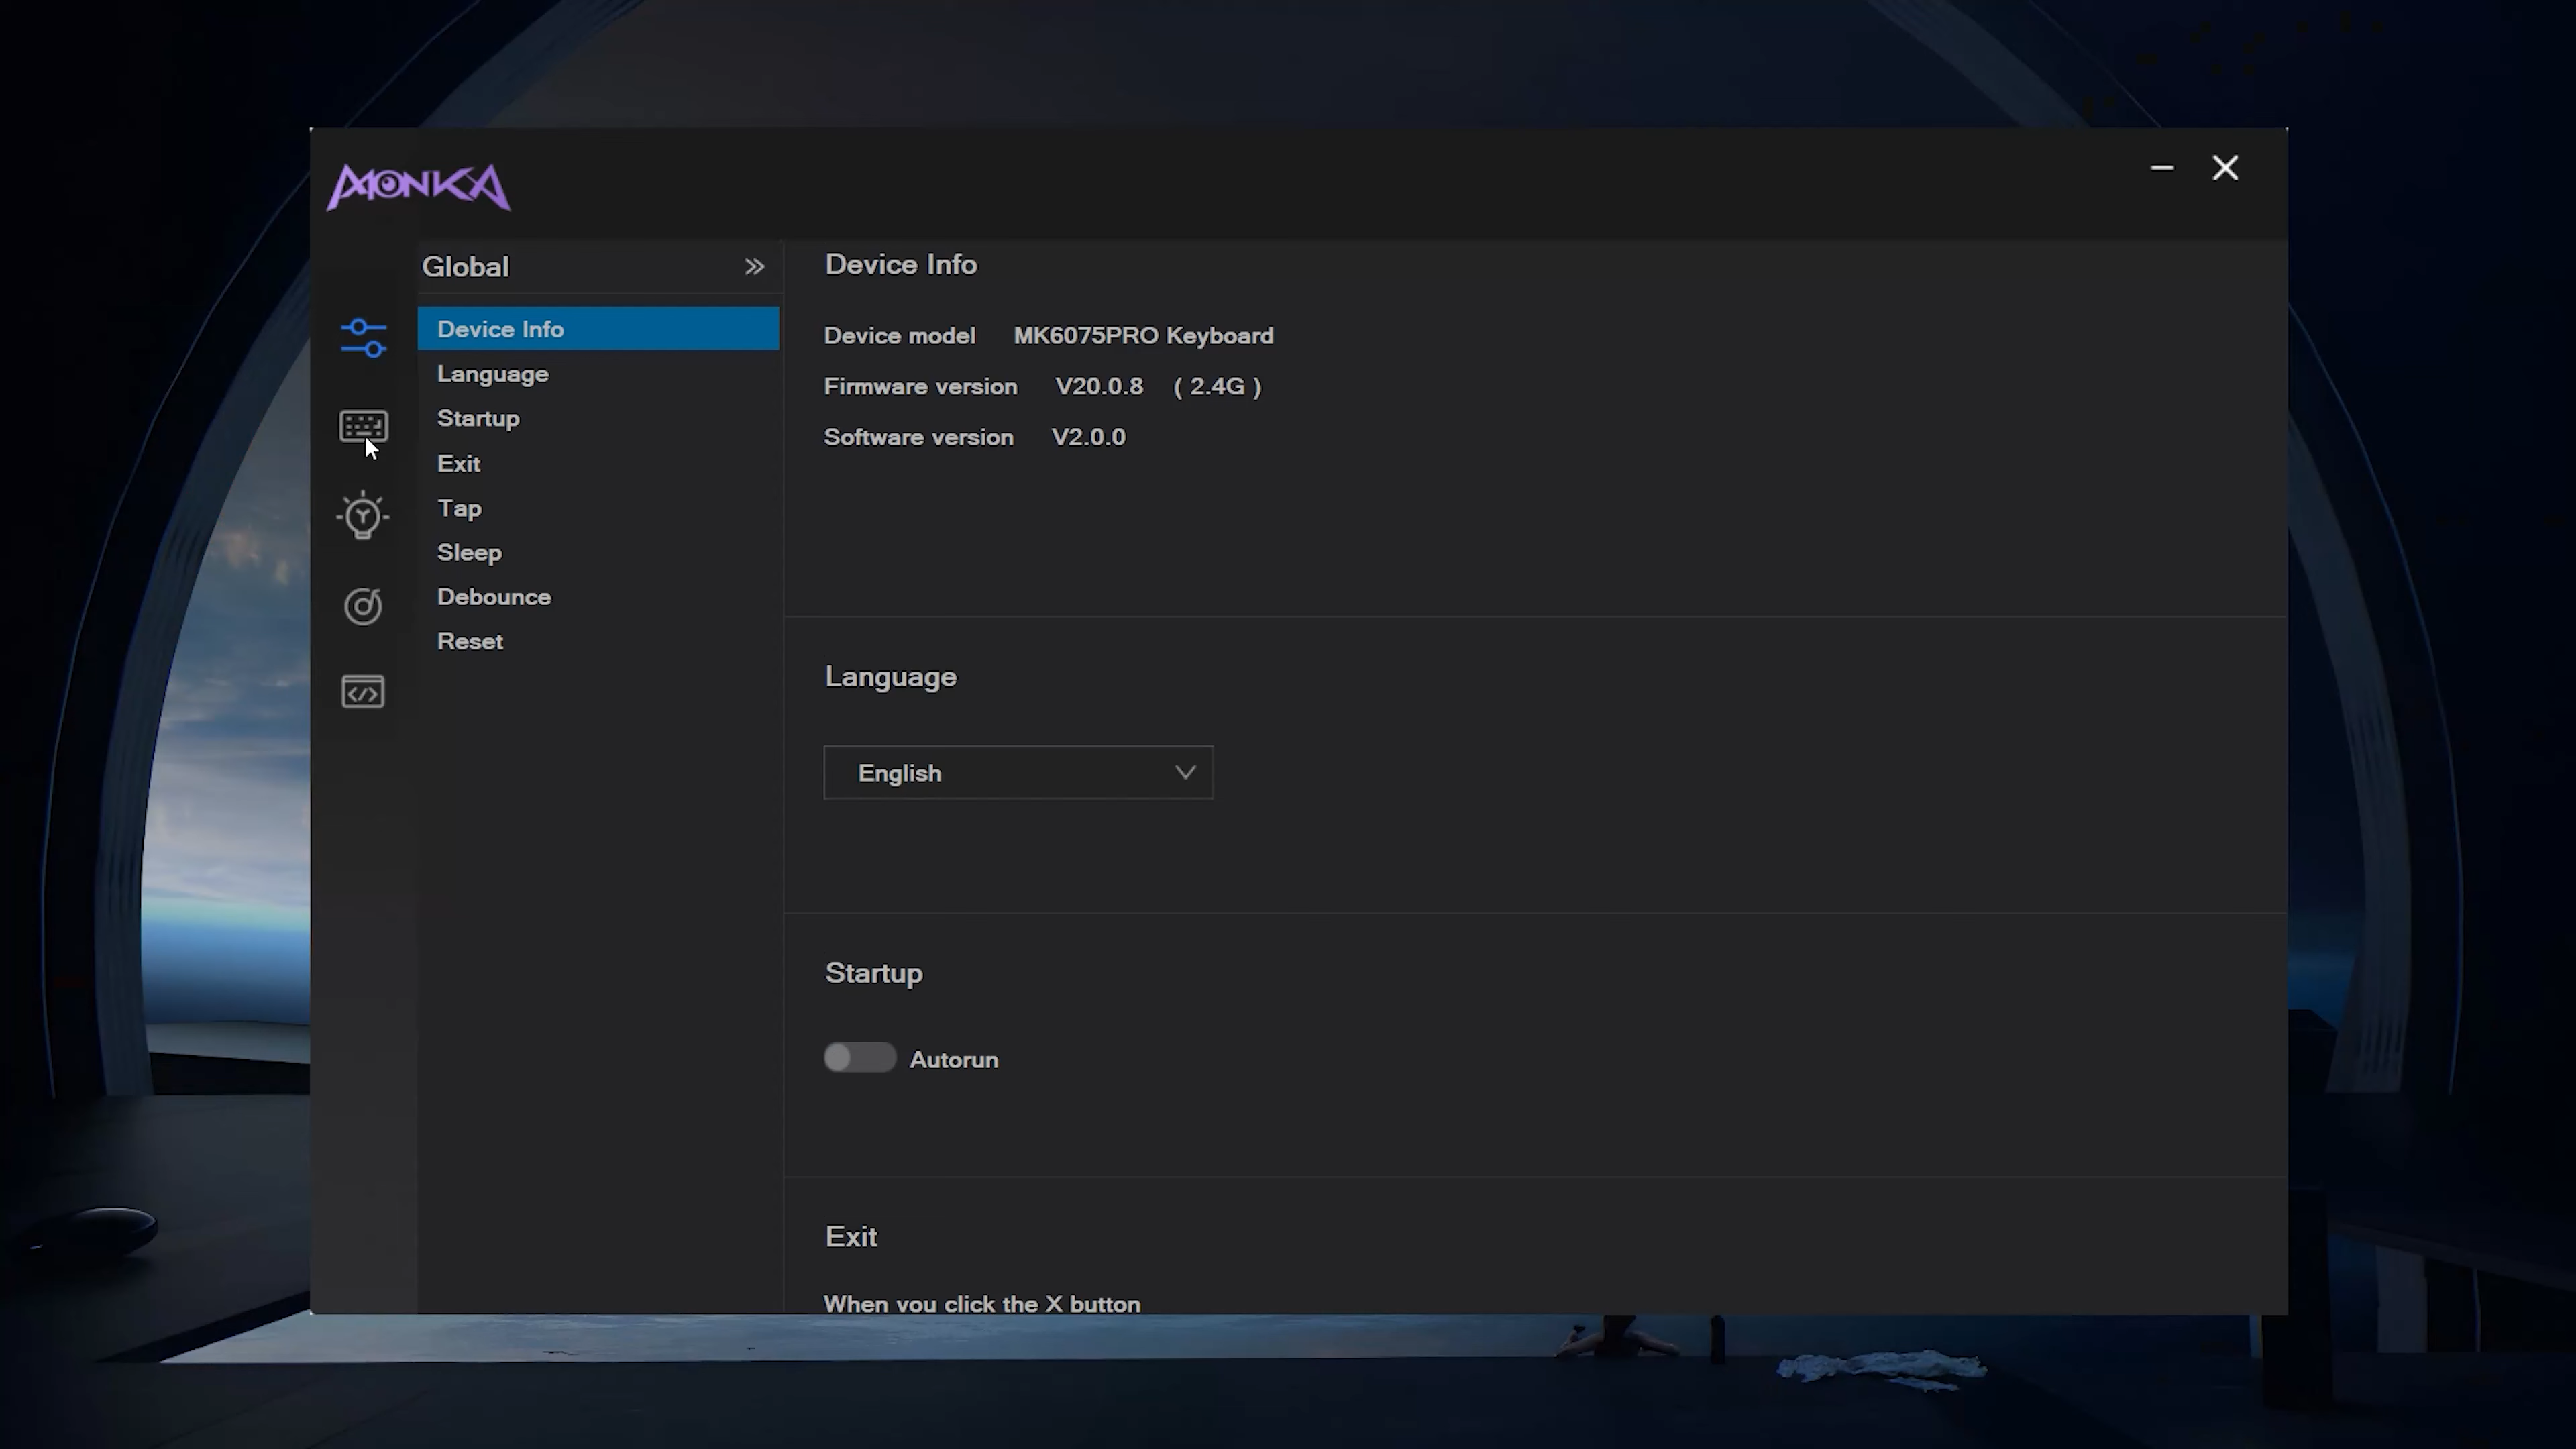 MONKA
Global
Device Info
Language
Startup
Exit
Tap
Sleep
Debounce
Reset
Device Info
Device model MK6075PRO Keyboard
Firmware version V20.0.8 ( 2.4G )
Software version V2.0.0
Language
English
Startup
Autorun
Exit
When you click the X button